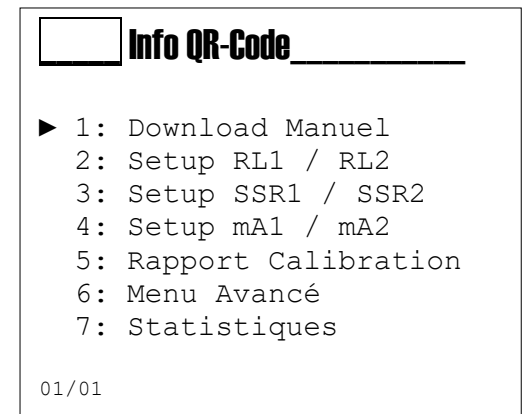 Info QR-Code
► 1: Download Manuel
2: Setup RL1 / RL2
3: Setup SSR1 / SSR2
4: Setup mA1 / mA2
5: Rapport Calibration
6: Menu Avancé
7: Statistiques
01/01